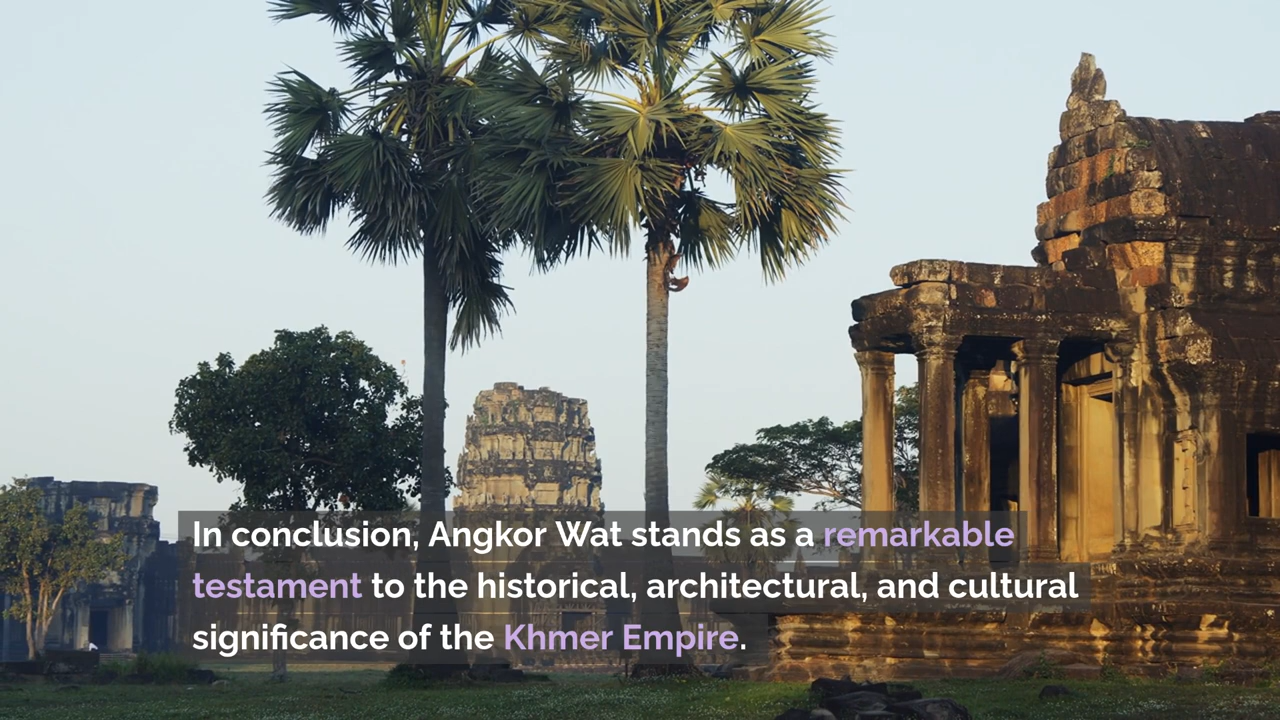 In conclusion, Angkor Wat stands as a remarkable
testament to the historical, architectural, and cultural
significance of the Khmer Empire.